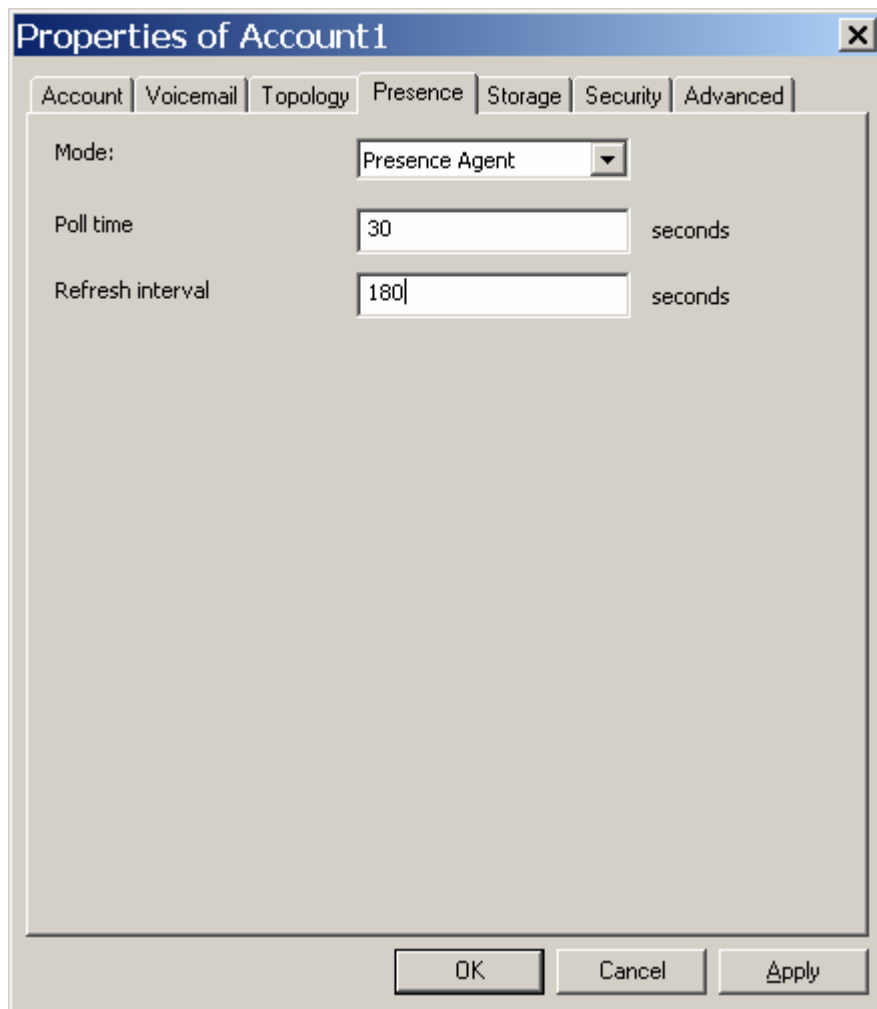 Properties of Account1
Account Voicemail Topology Presence Storage Security Advanced
Mode: Presence Agent
Poll time 30 seconds
Refresh interval 180 seconds
OK Cancel Apply